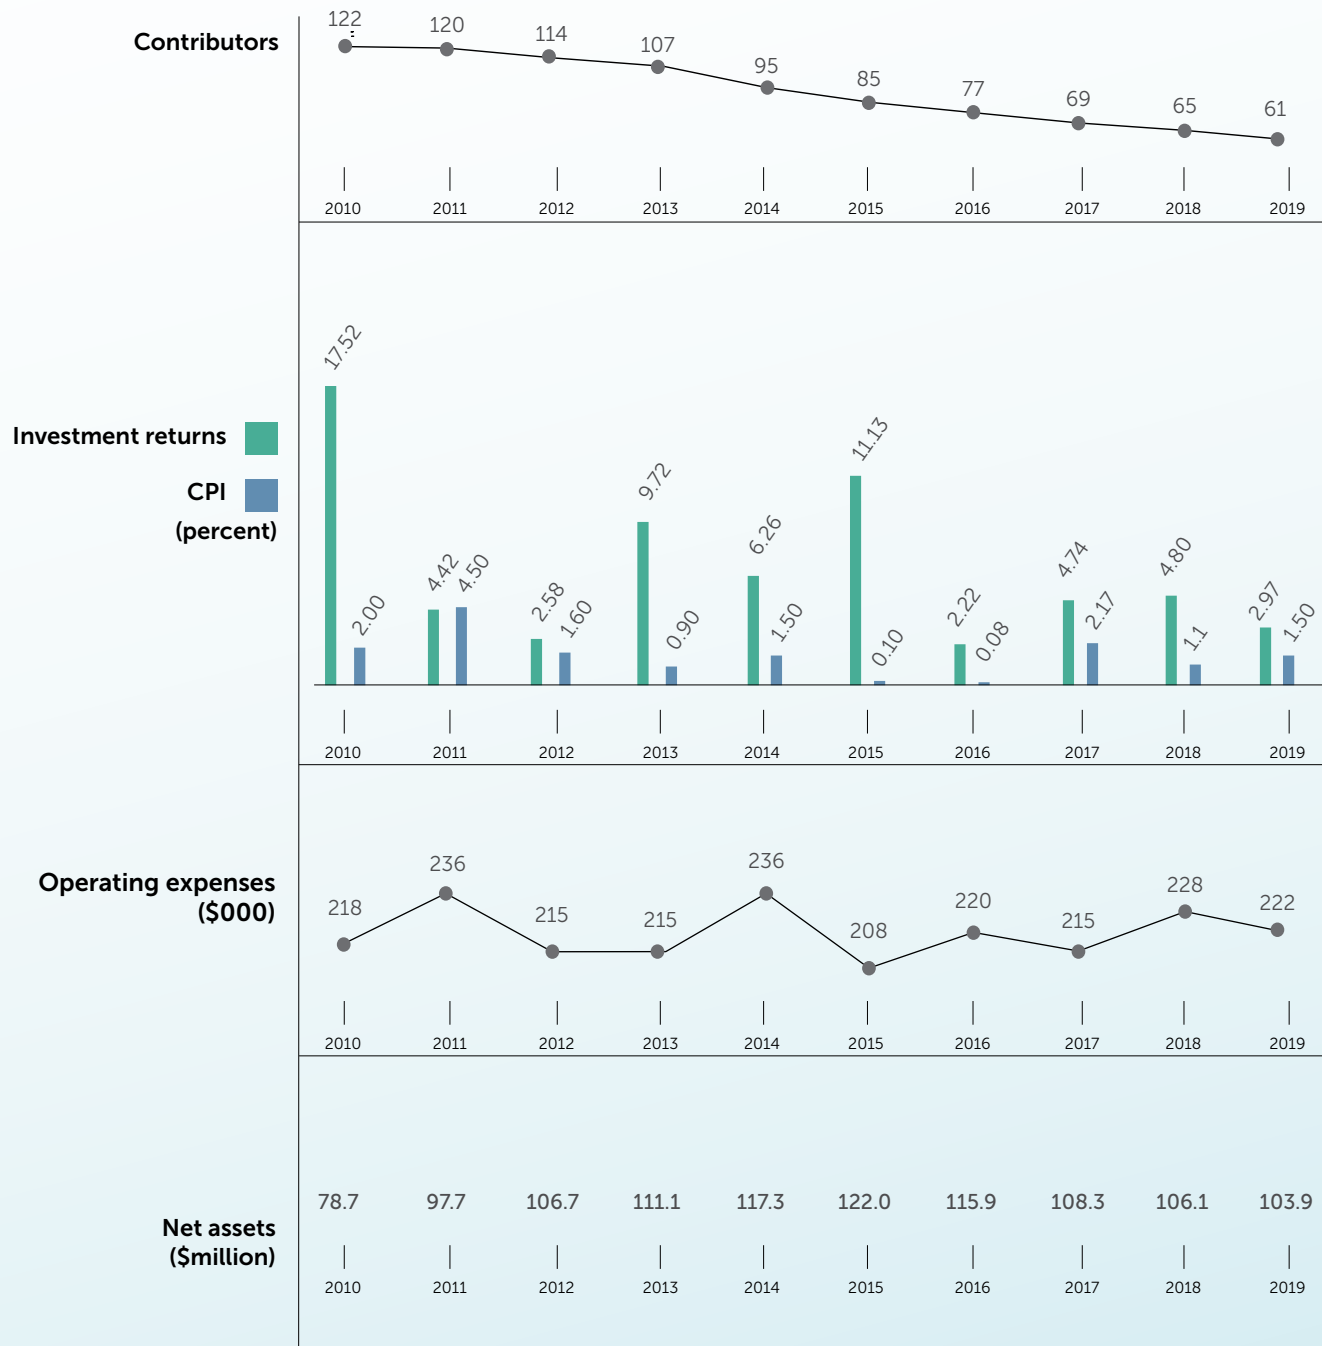 Contributors
122 120 114 107 95 85 77 69 65 61
2010 2011 2012 2013 2014 2015 2016 2017 2018 2019
Investment returns
CPI
(percent)
17.52 2.00 4.42 4.50 2.58 1.60 9.72 0.90 6.26 1.50 11.13 0.10 2.22 0.08 4.74 2.17 4.80 1.1 2.97 1.50
2010 2011 2012 2013 2014 2015 2016 2017 2018 2019
Operating expenses
($000)
218 236 215 215 236 208 220 215 228 222
2010 2011 2012 2013 2014 2015 2016 2017 2018 2019
Net assets
($million)
78.7 97.7 106.7 111.1 117.3 122.0 115.9 108.3 106.1 103.9
2010 2011 2012 2013 2014 2015 2016 2017 2018 2019